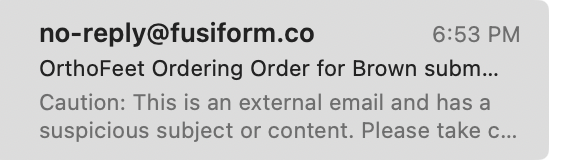 no-reply@fusiform.co 6:53 PM
OrthoFeet Ordering Order for Brown subm...
Caution: This is an external email and has a
suspicious subject or content. Please take c...